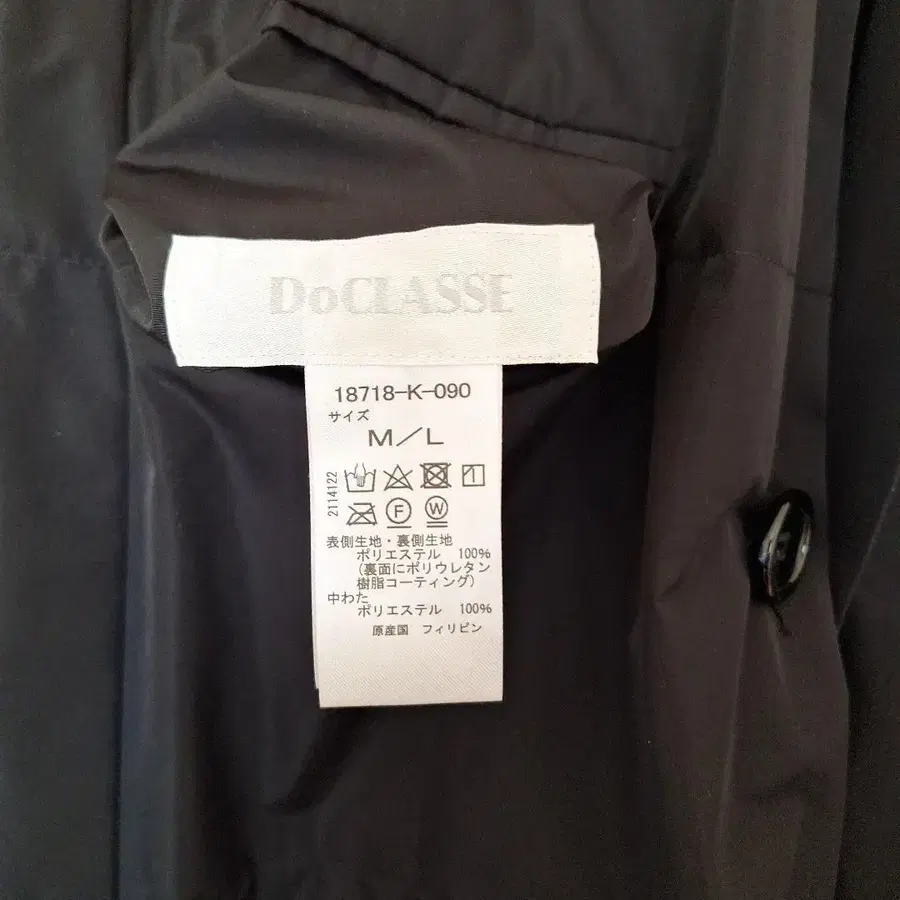 DoCLASSE
18718-K-090
サイズ
M/L
2114122
F W
表側生地・裏側生地
ポリエステル 100%
(裏面にポリウレタン
樹脂コーティング)
中わた
ポリエステル 100%
原産国 フィリピン